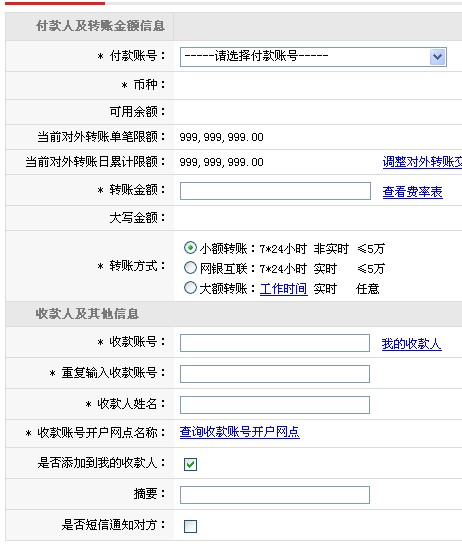 付款人及转账金额信息
* 付款账号： -----请选择付款账号-----
* 币种：
可用余额：
当前对外转账单笔限额： 999,999,999.00
当前对外转账日累计限额： 999,999,999.00 调整对外转账
* 转账金额： 查看费率表
大写金额：
* 转账方式： 小额转账：7*24小时 非实时 ≤5万
网银互联：7*24小时 实时 ≤5万
大额转账：工作时间 实时 任意
收款人及其他信息
* 收款账号： 我的收款人
* 重复输入收款账号：
* 收款人姓名：
* 收款账号开户网点名称： 查询收款账号开户网点
是否添加到我的收款人：
摘要：
是否短信通知对方：